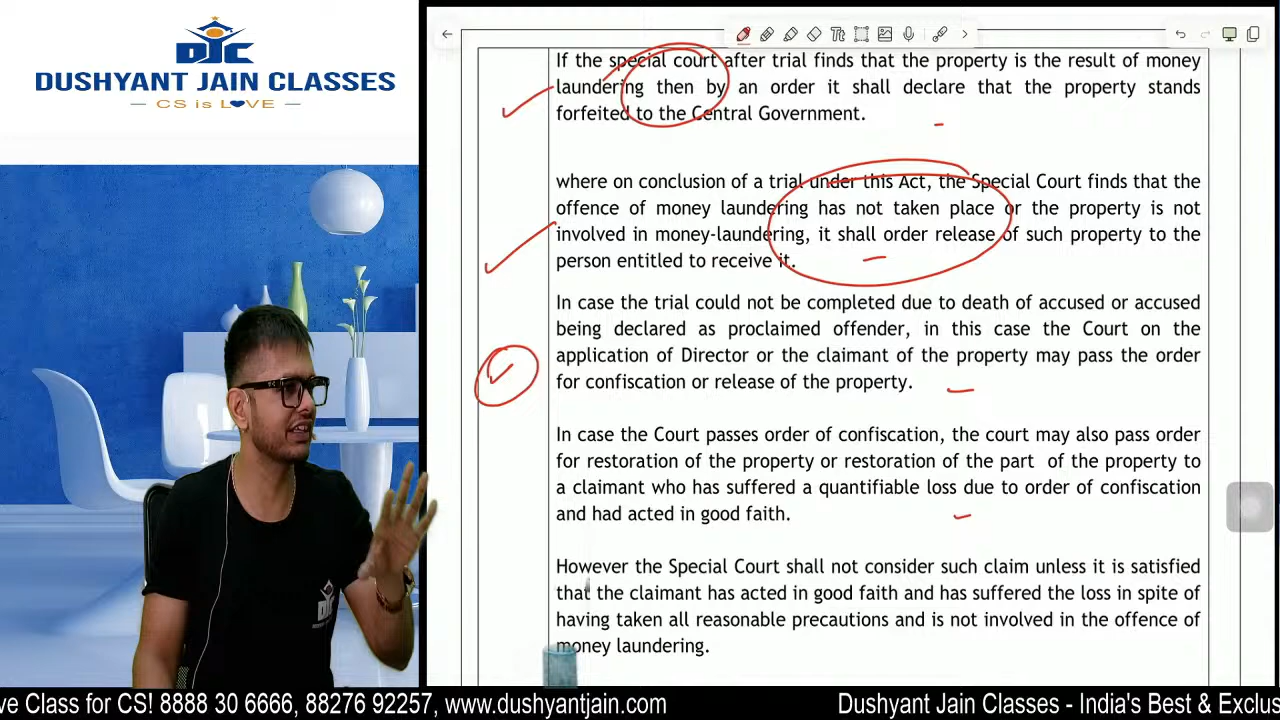 DJC
DUSHYANT JAIN CLASSES
CS is L VE
If the special court after trial finds that the property is the result of money
laundering then by an order it shall declare that the property stands
forfeited to the Central Government.
where on conclusion of a trial under this Act, the Special Court finds that the
offence of money laundering has not taken place or the property is not
involved in money-laundering, it shall order release of such property to the
person entitled to receive it.
In case the trial could not be completed due to death of accused or accused
being declared as proclaimed offender, in this case the Court on the
application of Director or the claimant of the property may pass the order
for confiscation or release of the property.
In case the Court passes order of confiscation, the court may also pass order
for restoration of the property or restoration of the part of the property to
a claimant who has suffered a quantifiable loss due to order of confiscation
and had acted in good faith.
However the Special Court shall not consider such claim unless it is satisfied
that the claimant has acted in good faith and has suffered the loss in spite of
having taken all reasonable precautions and is not involved in the offence of
money laundering.
ve Class for CS! 8888 30 6666, 88276 92257, www.dushyantjain.com
Dushyant Jain Classes - India's Best & Exclus